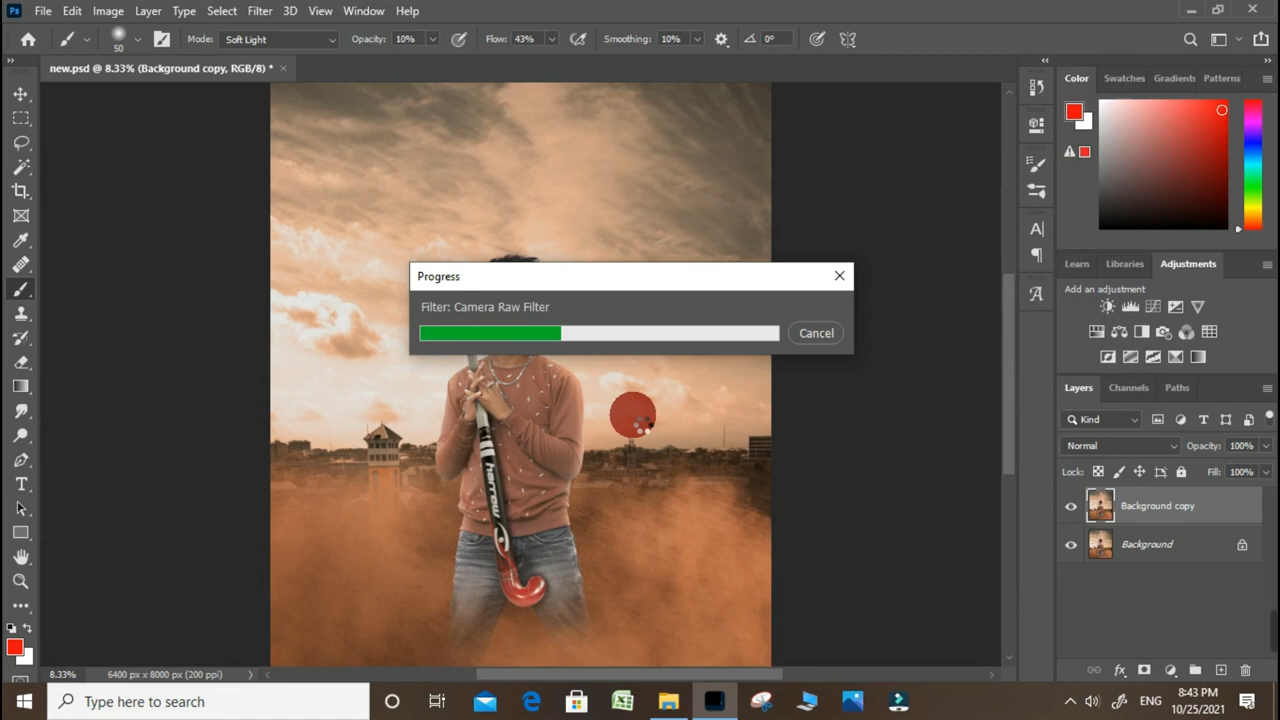 Ps File Edit Image Layer Type Select Filter 3D View Window Help
50 Mode: Soft Light Opacity: 10% Flow: 43% Smoothing: 10% 0°
new.psd @ 8.33% (Background copy, RGB/8) *
Color Swatches Gradients Patterns
Progress
Filter: Camera Raw Filter
Cancel
harrow
Learn Libraries Adjustments
Add an adjustment
Layers Channels Paths
Kind
Normal Opacity: 100%
Lock: Fill: 100%
Background copy
Background
8.33% 6400 px x 8000 px (200 ppi)
Type here to search
ENG
8:43 PM
10/25/2021